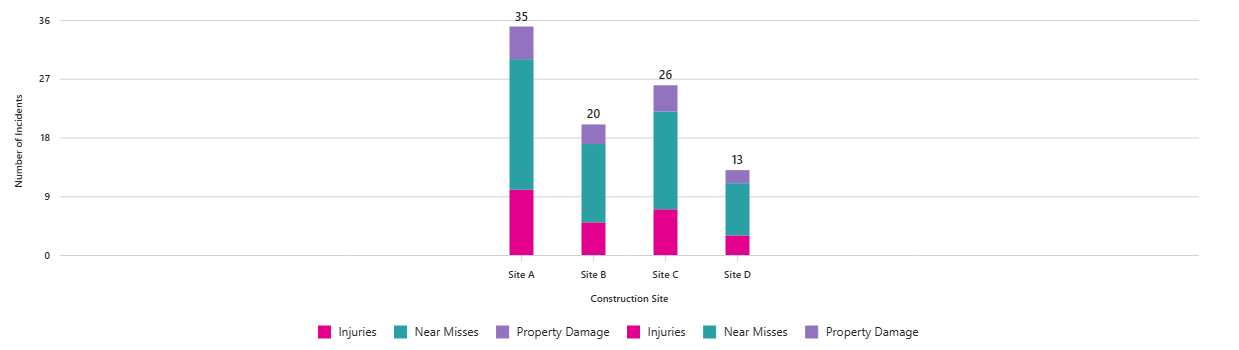 35
36
26
27
20
Number of Incidents
18
13
9
0
Site A Site B Site C Site D
Construction Site
Injuries Near Misses Property Damage Injuries Near Misses Property Damage